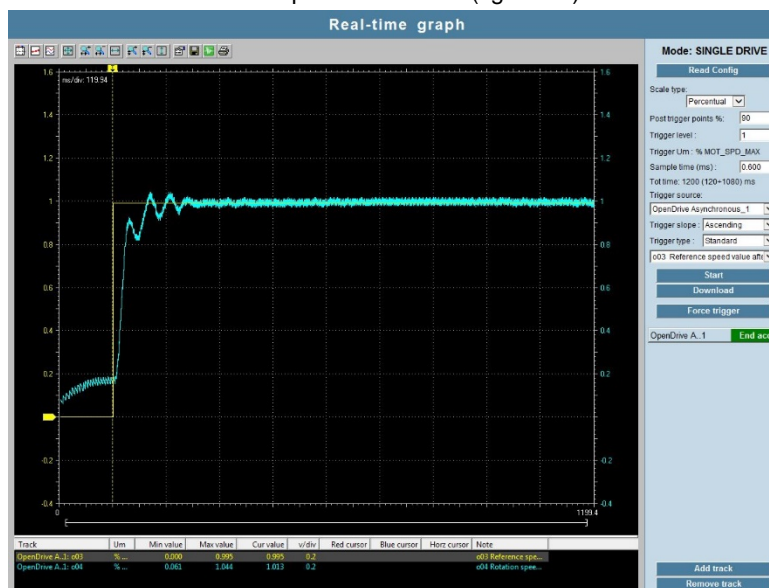 Real-time graph
Mode: SINGLE DRIVE
Read Config
Scale type:
Percentual
Post trigger points %: 90
Trigger level : 1
Trigger Um : % MOT_SPD_MAX
Sample time (ms) : 0.600
Tot time: 1200 (120+1080) ms
Trigger source:
OpenDrive Asynchronous_1
Trigger slope : Ascending
Trigger type : Standard
o03 Reference speed value afte
Start
Download
Force trigger
OpenDrive A..1 End acq
ms/div: 119.94
1.6 1.6
1.4 1.4
1.2 1.2
1 1
0.8 0.8
0.6 0.6
0.4 0.4
0.2 0.2
-0.2 -0.2
-0.4 -0.4
0 1199.4
Track Um Min value Max value Cur value v/div Red cursor Blue cursor Horz cursor Note
OpenDrive A..1: o03 % ... 0.000 0.995 0.995 0.2 o03 Reference spe...
OpenDrive A..1: o04 % ... 0.061 1.044 1.013 0.2 o04 Rotation spee...
Add track
Remove track